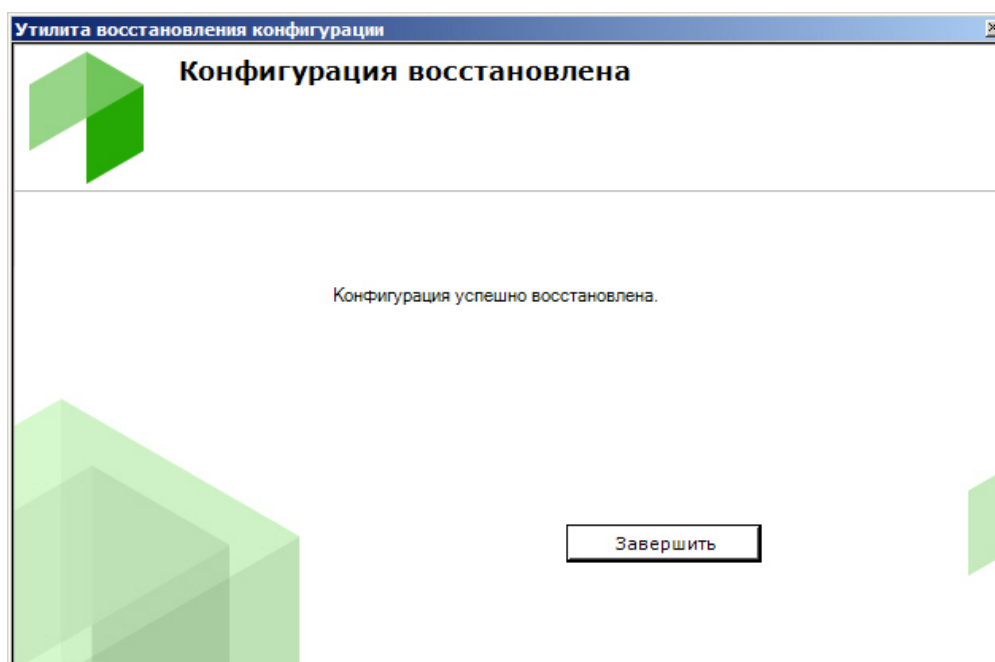 Утилита восстановления конфигурации
Конфигурация восстановлена
Конфигурация успешно восстановлена.
Завершить